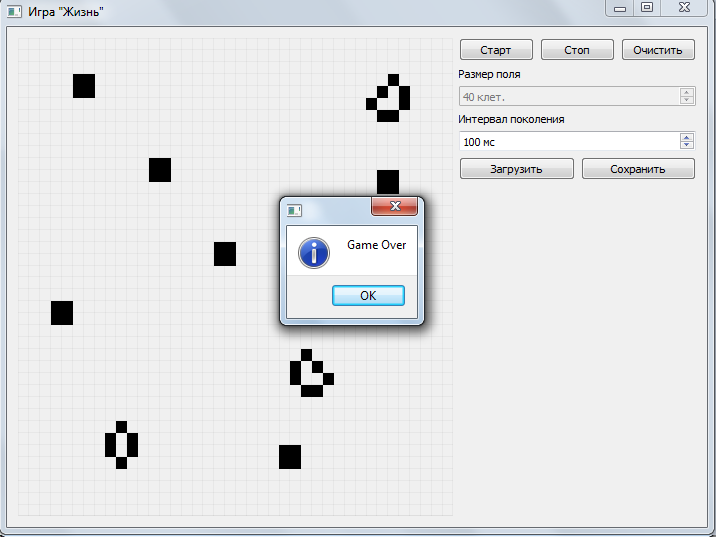 Игра "Жизнь"
Старт
Стоп
Очистить
Размер поля
40 клет.
Интервал поколения
100 мс
Загрузить
Сохранить
Game Over
OK